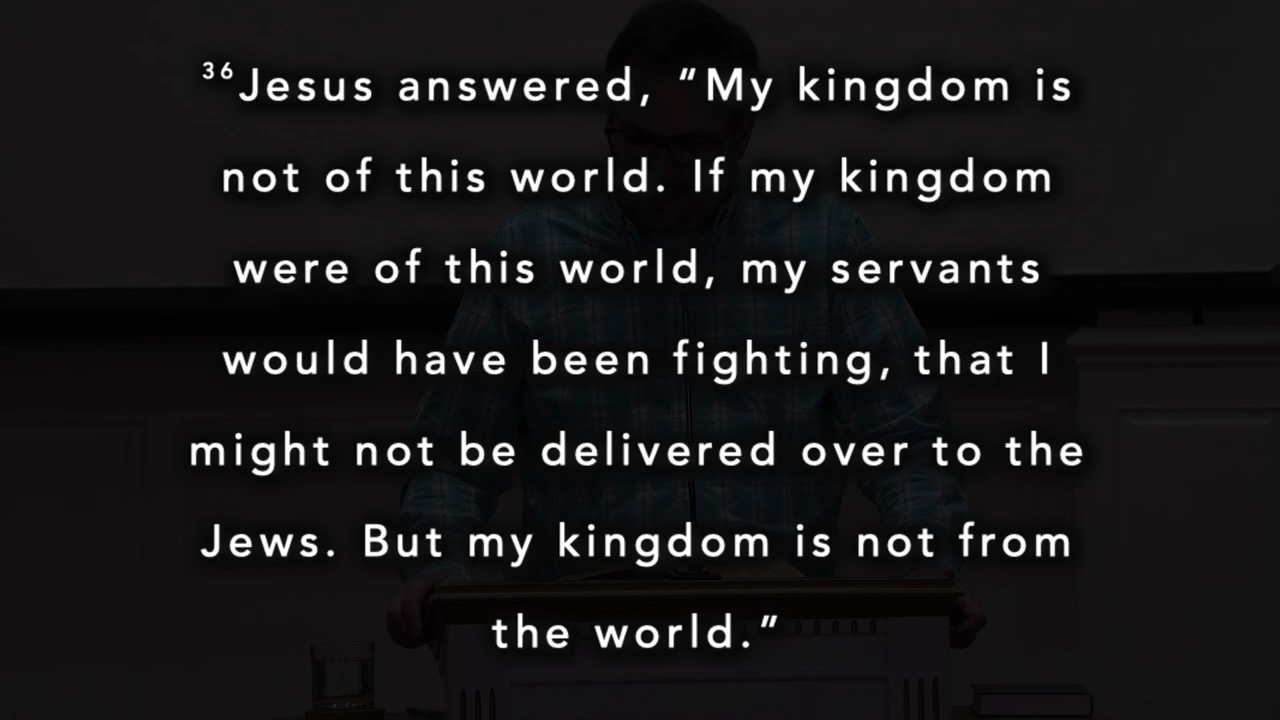 36Jesus answered, “My kingdom is
not of this world. If my kingdom
were of this world, my servants
would have been fighting, that I
might not be delivered over to the
Jews. But my kingdom is not from
the world.”